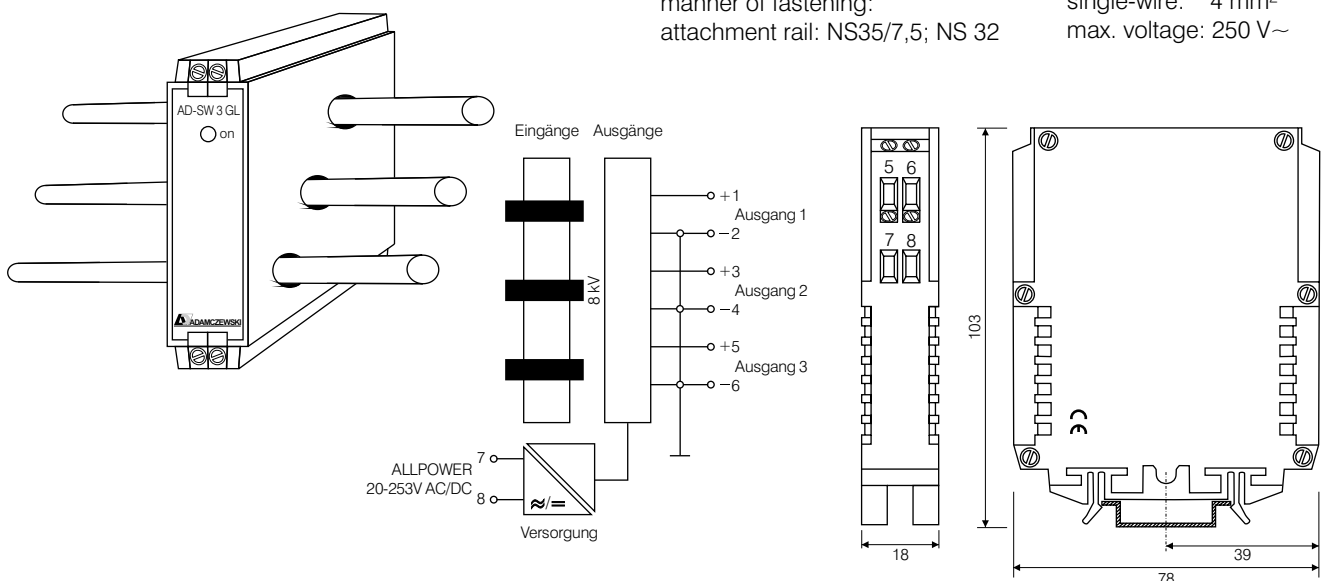 manner of fastening:
attachment rail: NS35/7,5; NS 32
single-wire: 4 mm²
max. voltage: 250 V~
AD-SW 3 GL
on
ADAMCZEWSKI
Eingänge Ausgänge
8 kV
+1
Ausgang 1
−2
+3
Ausgang 2
−4
+5
Ausgang 3
−6
ALLPOWER
20-253V AC/DC
7
8
≈/=
Versorgung
5 6
7 8
18
103
CE
39
78